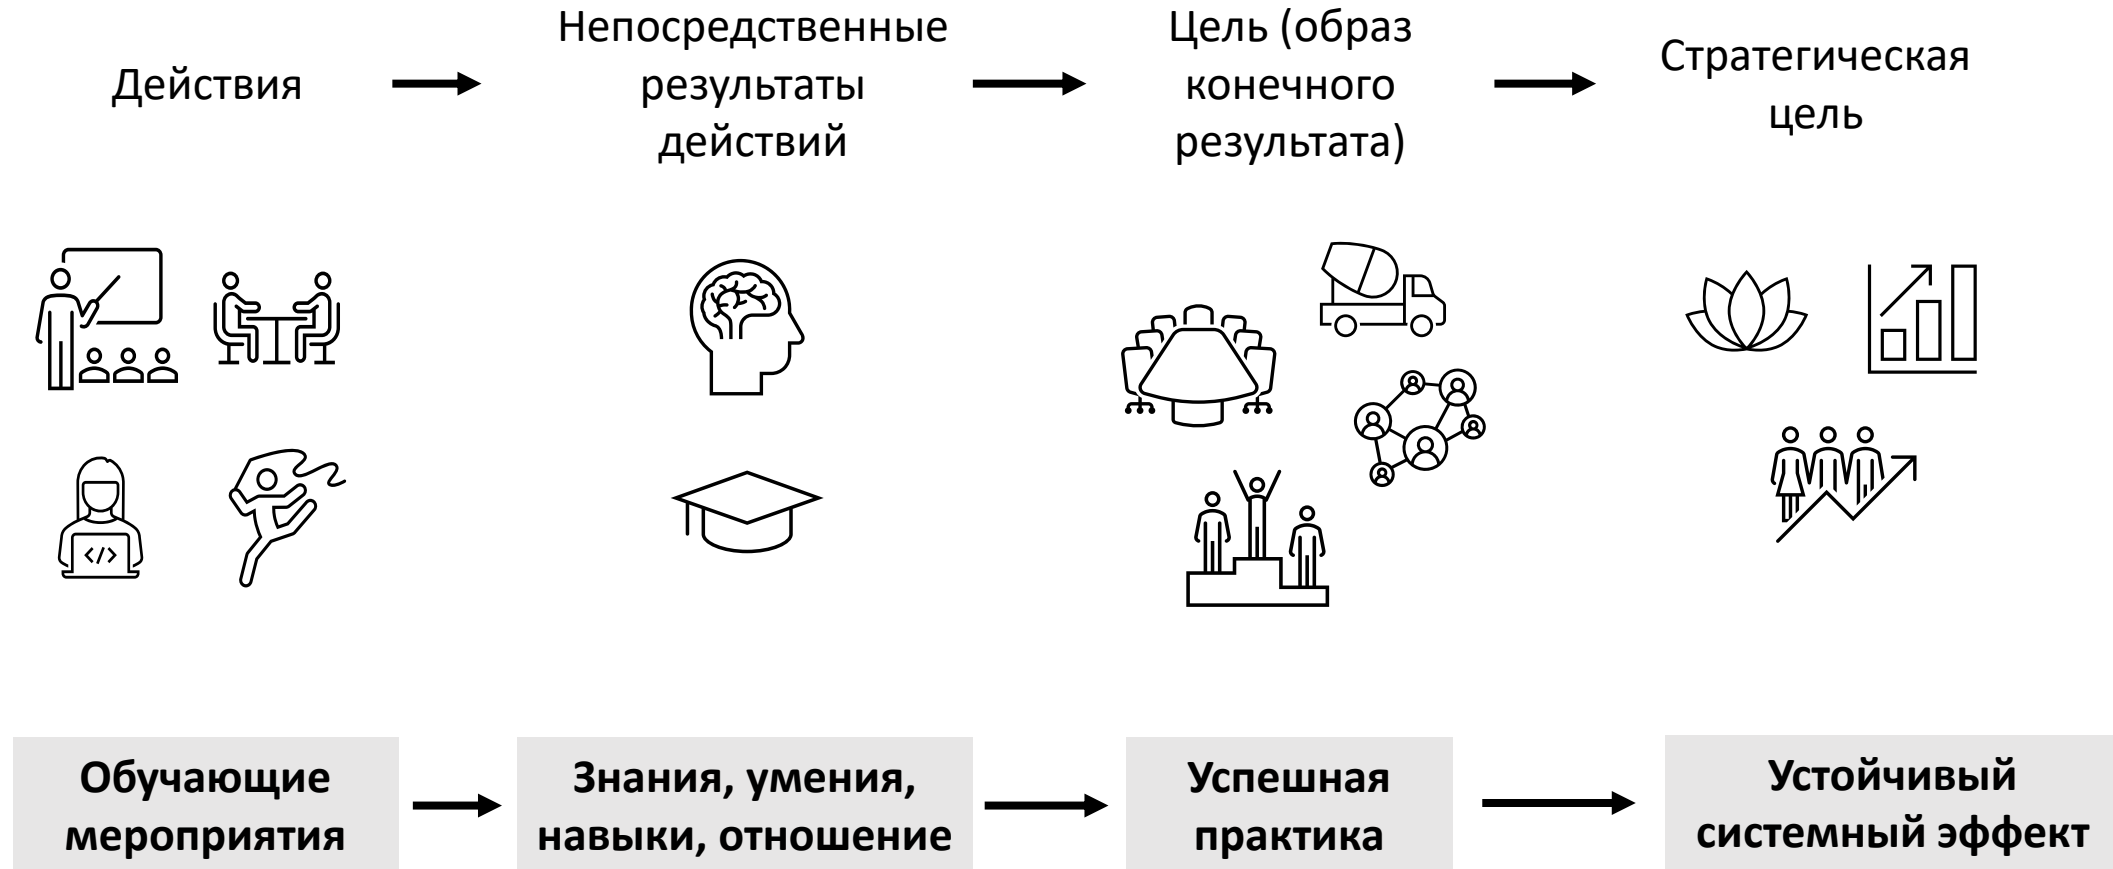 Действия
Непосредственные
результаты
действий
Цель (образ
конечного
результата)
Стратегическая
цель
</>
Обучающие
мероприятия
Знания, умения,
навыки, отношение
Успешная
практика
Устойчивый
системный эффект